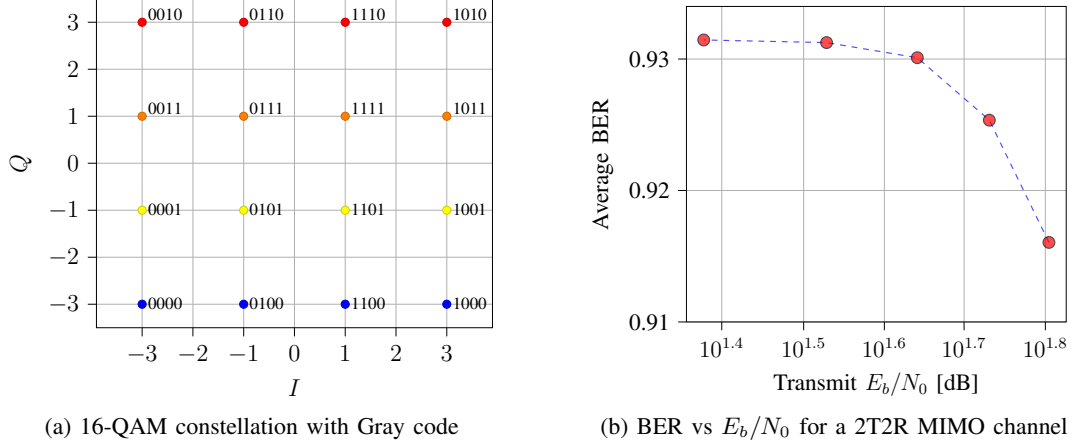 3
2
1
0
−1
−2
−3
Q
0010 0110 1110 1010
0011 0111 1111 1011
0001 0101 1101 1001
0000 0100 1100 1000
−3 −2 −1 0 1 2 3
I
(a) 16-QAM constellation with Gray code
0.93
0.92
0.91
Average BER
10^1.4 10^1.5 10^1.6 10^1.7 10^1.8
Transmit E_b/N_0 [dB]
(b) BER vs E_b/N_0 for a 2T2R MIMO channel